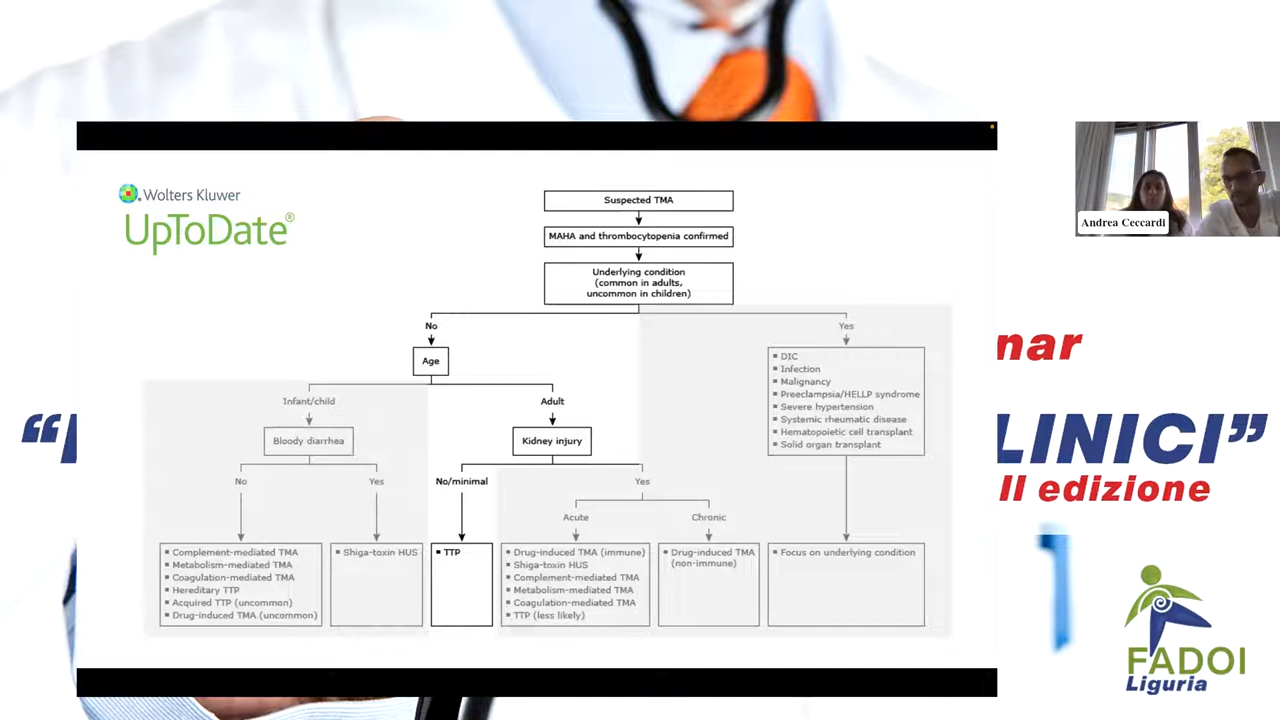 Wolters Kluwer
UpToDate®
Suspected TMA
MAHA and thrombocytopenia confirmed
Underlying condition
(common in adults,
uncommon in children)
No
Yes
Age
▪ DIC
▪ Infection
▪ Malignancy
▪ Preeclampsia/HELLP syndrome
▪ Severe hypertension
▪ Systemic rheumatic disease
▪ Hematopoietic cell transplant
▪ Solid organ transplant
Infant/child
Adult
Bloody diarrhea
Kidney injury
No
Yes
No/minimal
Yes
Acute
Chronic
▪ Complement-mediated TMA
▪ Metabolism-mediated TMA
▪ Coagulation-mediated TMA
▪ Hereditary TTP
▪ Acquired TTP (uncommon)
▪ Drug-induced TMA (uncommon)
▪ Shiga-toxin HUS
▪ TTP
▪ Drug-induced TMA (immune)
▪ Shiga-toxin HUS
▪ Complement-mediated TMA
▪ Metabolism-mediated TMA
▪ Coagulation-mediated TMA
▪ TTP (less likely)
▪ Drug-induced TMA
(non-immune)
▪ Focus on underlying condition
Andrea Ceccardi
nar
“
LINICI”
II edizione
FADOI
Liguria